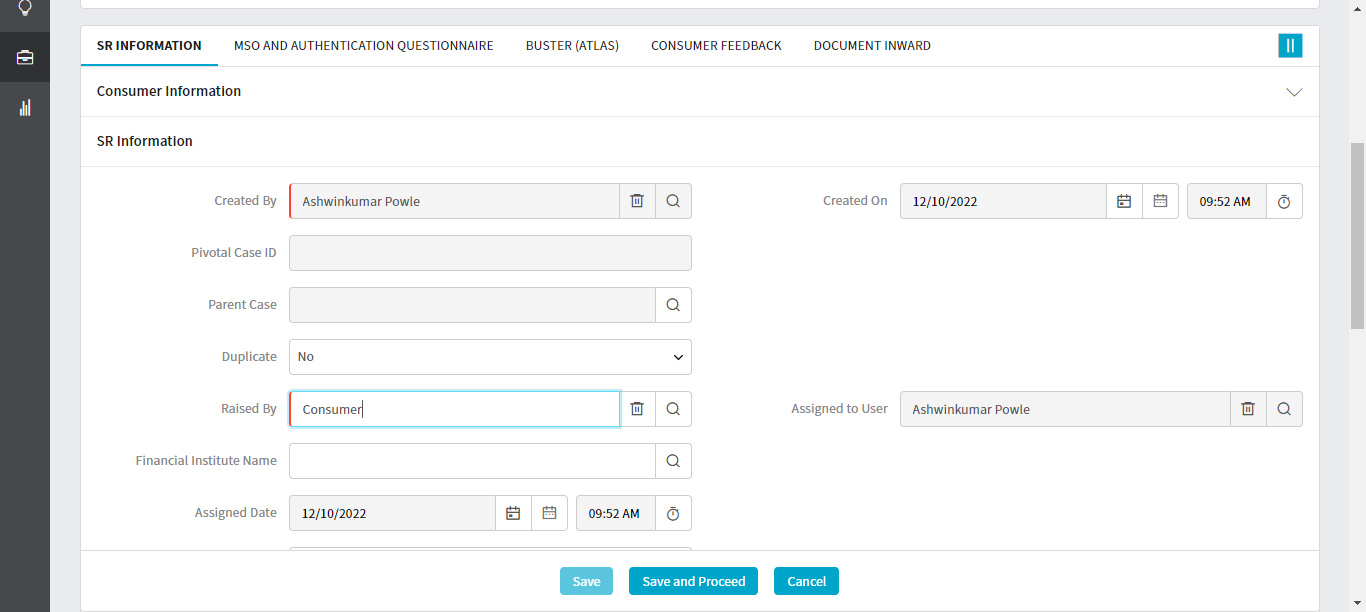 SR INFORMATION MSO AND AUTHENTICATION QUESTIONNAIRE BUSTER (ATLAS) CONSUMER FEEDBACK DOCUMENT INWARD
Consumer Information
SR Information
Created By Ashwinkumar Powle Created On 12/10/2022 09:52 AM
Pivotal Case ID
Parent Case
Duplicate No
Raised By Consumer Assigned to User Ashwinkumar Powle
Financial Institute Name
Assigned Date 12/10/2022 09:52 AM
Save Save and Proceed Cancel